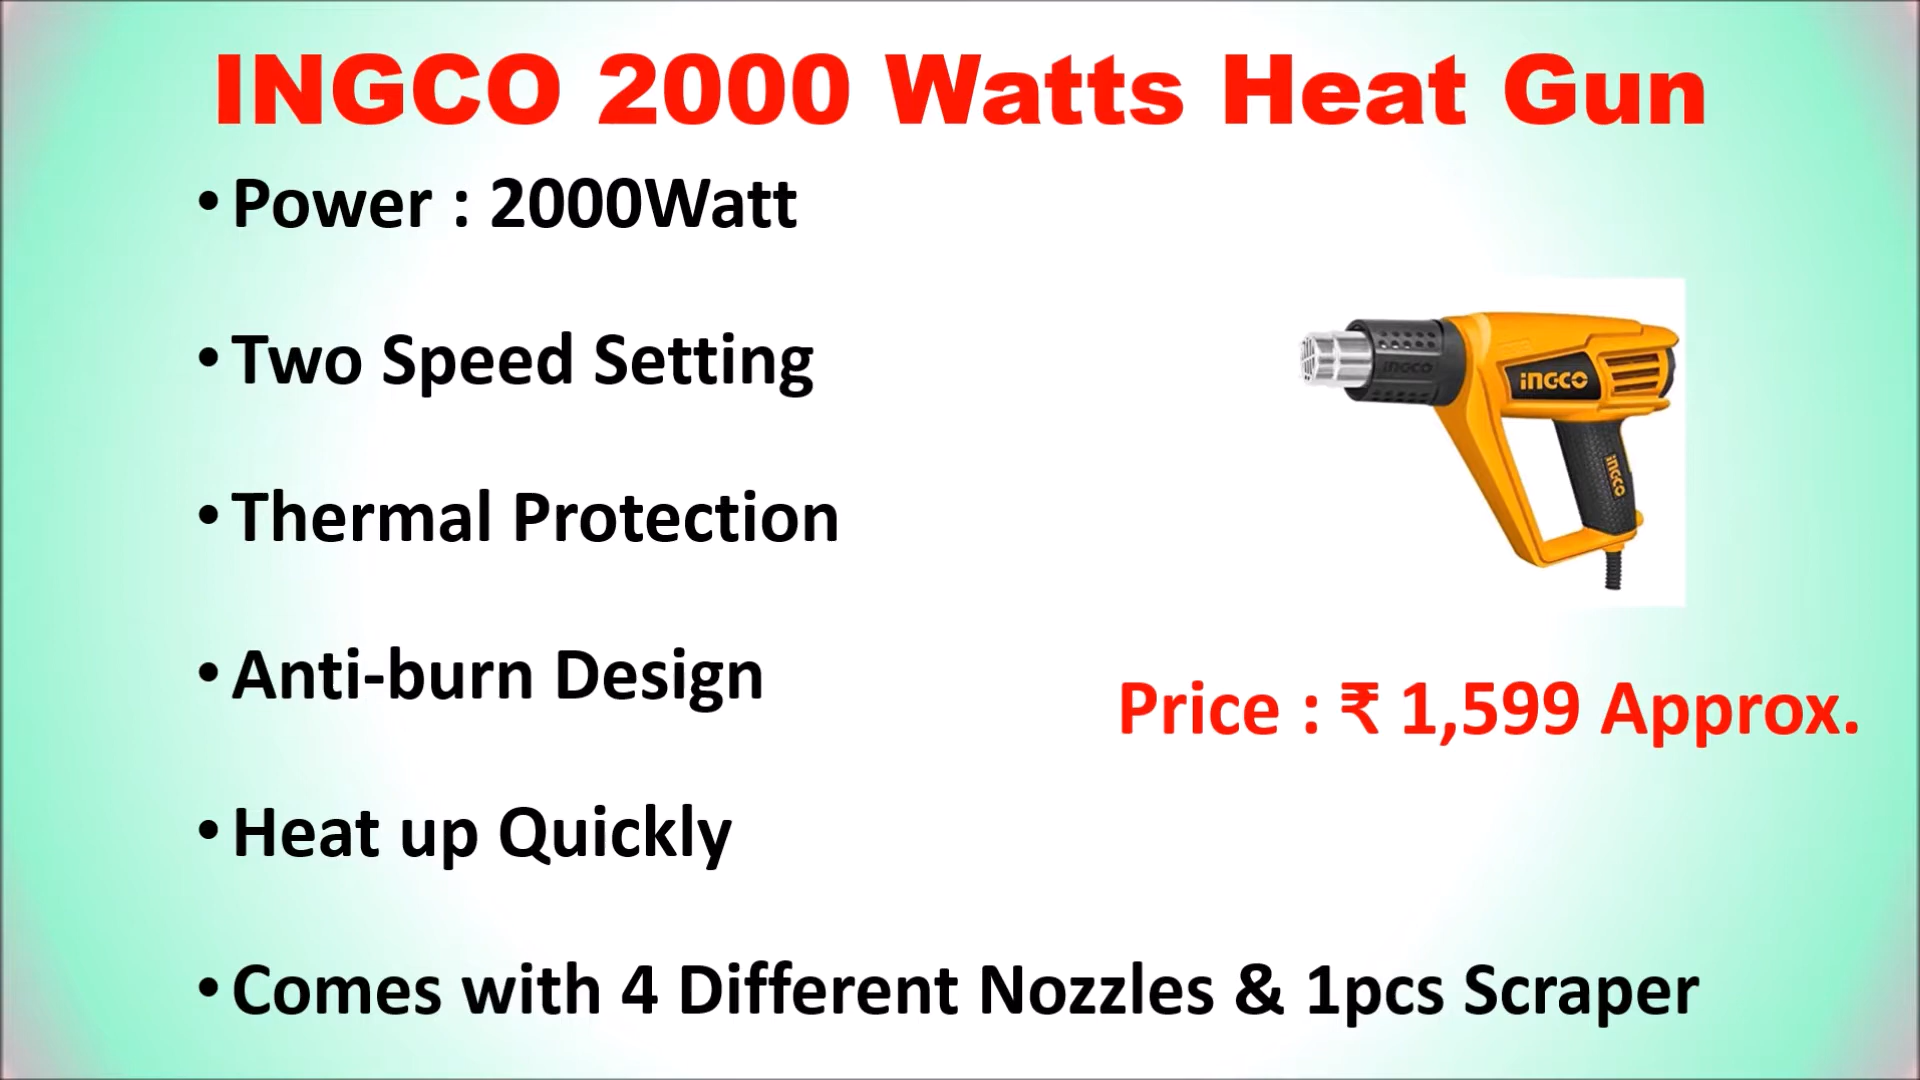 INGCO 2000 Watts Heat Gun
• Power : 2000Watt
• Two Speed Setting
• Thermal Protection
• Anti-burn Design
• Heat up Quickly
• Comes with 4 Different Nozzles & 1pcs Scraper
INGCO
INGCO
INGCO
Price : ₹ 1,599 Approx.